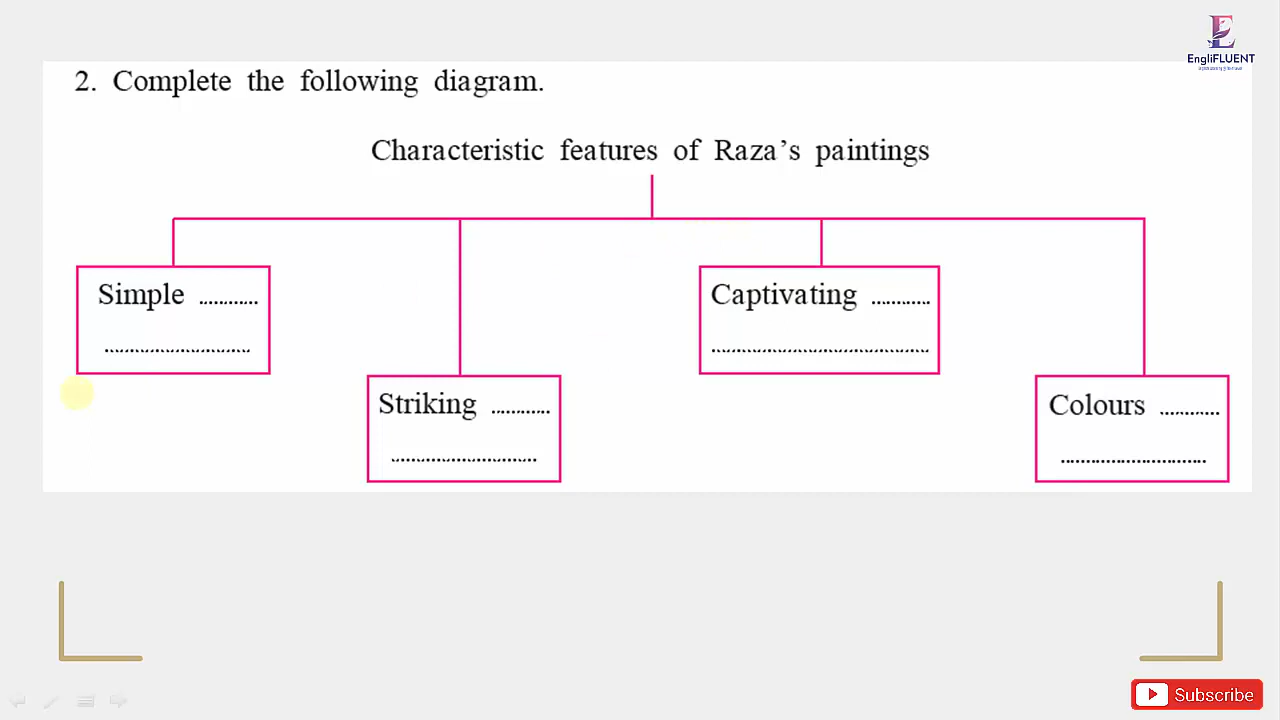 EngliFLUENT
2. Complete the following diagram.
Characteristic features of Raza's paintings
Simple ............
.............................
Captivating ............
...........................................
Striking ............
.............................
Colours ............
.............................
Subscribe